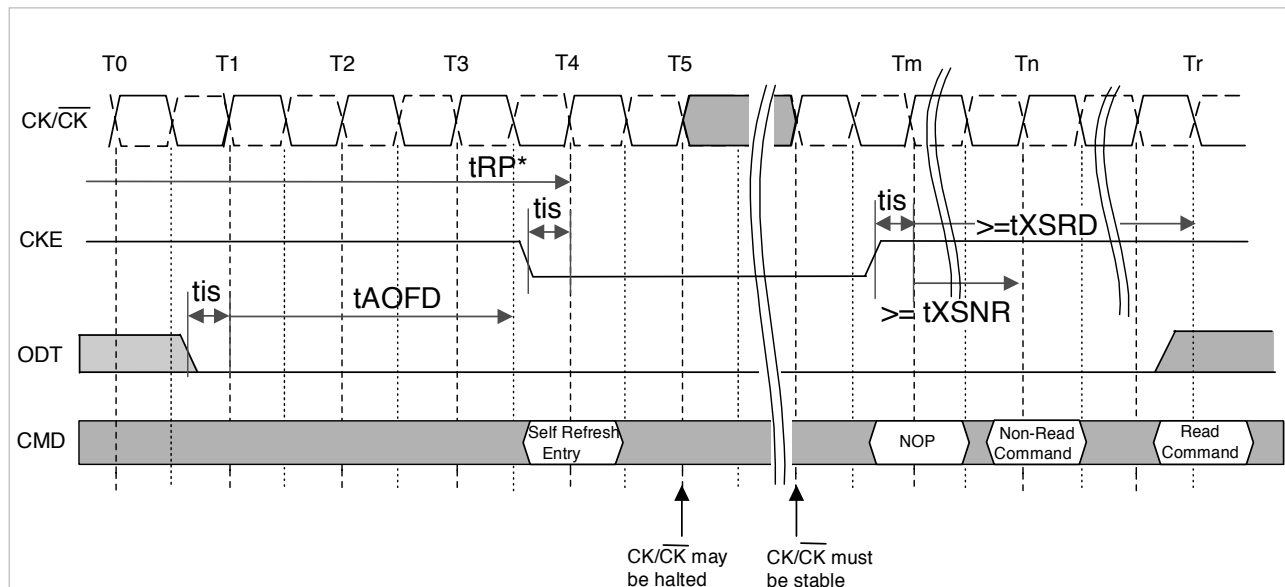 T0 T1 T2 T3 T4 T5 Tm Tn Tr
CK/CK
tRP*
tis tis
CKE >=tXSRD
tis tAOFD
>= tXSNR
ODT
CMD Self Refresh Entry NOP Non-Read Command Read Command
CK/CK may
be halted
CK/CK must
be stable